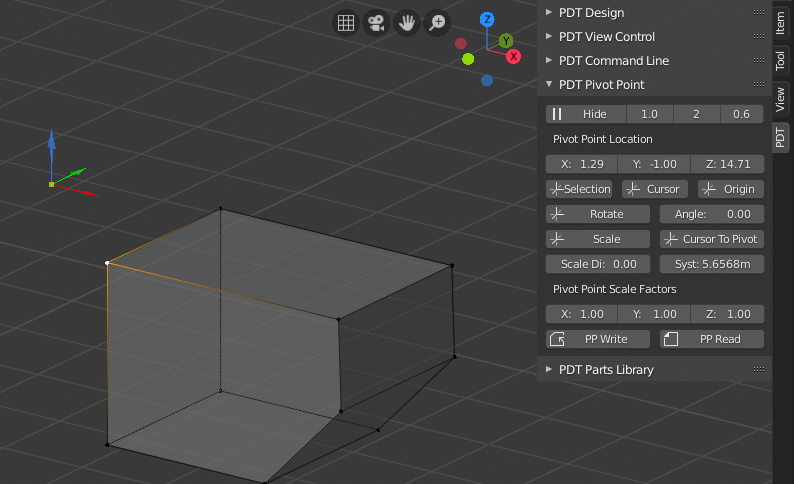 PDT Design
PDT View Control
PDT Command Line
PDT Pivot Point
Hide 1.0 2 0.6
Pivot Point Location
X: 1.29 Y: -1.00 Z: 14.71
Selection Cursor Origin
Rotate Angle: 0.00
Scale Cursor To Pivot
Scale Di: 0.00 Syst: 5.6568m
Pivot Point Scale Factors
X: 1.00 Y: 1.00 Z: 1.00
PP Write PP Read
PDT Parts Library
Item
Tool
View
PDT
Z
Y
X